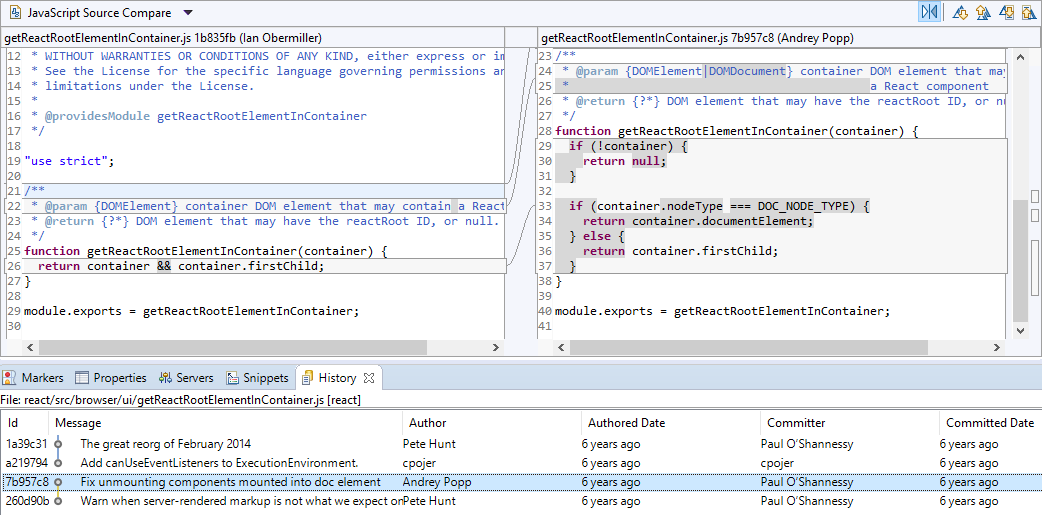 JavaScript Source Compare
getReactRootElementInContainer.js 1b835fb (Ian Obermiller)
12 * WITHOUT WARRANTIES OR CONDITIONS OF ANY KIND, either express or im
13 * See the License for the specific language governing permissions an
14 * limitations under the License.
15 *
16 * @providesModule getReactRootElementInContainer
17 */
18
19 "use strict";
20
21 /**
22 * @param {DOMElement} container DOM element that may contain a React
23 * @return {?*} DOM element that may have the reactRoot ID, or null.
24 */
25 function getReactRootElementInContainer(container) {
26 return container && container.firstChild;
27 }
28
29 module.exports = getReactRootElementInContainer;
30
getReactRootElementInContainer.js 7b957c8 (Andrey Popp)
23 /**
24 * @param {DOMElement|DOMDocument} container DOM element that may
25 * a React component
26 * @return {?*} DOM element that may have the reactRoot ID, or nu
27 */
28 function getReactRootElementInContainer(container) {
29 if (!container) {
30 return null;
31 }
32
33 if (container.nodeType === DOC_NODE_TYPE) {
34 return container.documentElement;
35 } else {
36 return container.firstChild;
37 }
38 }
39
40 module.exports = getReactRootElementInContainer;
41
Markers Properties Servers Snippets History
File: react/src/browser/ui/getReactRootElementInContainer.js [react]
Id Message Author Authored Date Committer Committed Date
1a39c31 The great reorg of February 2014 Pete Hunt 6 years ago Paul O'Shannessy 6 years ago
a219794 Add canUseEventListeners to ExecutionEnvironment. cpojer 6 years ago cpojer 6 years ago
7b957c8 Fix unmounting components mounted into doc element Andrey Popp 6 years ago Paul O'Shannessy 6 years ago
260d90b Warn when server-rendered markup is not what we expect on Pete Hunt 6 years ago Paul O'Shannessy 6 years ago